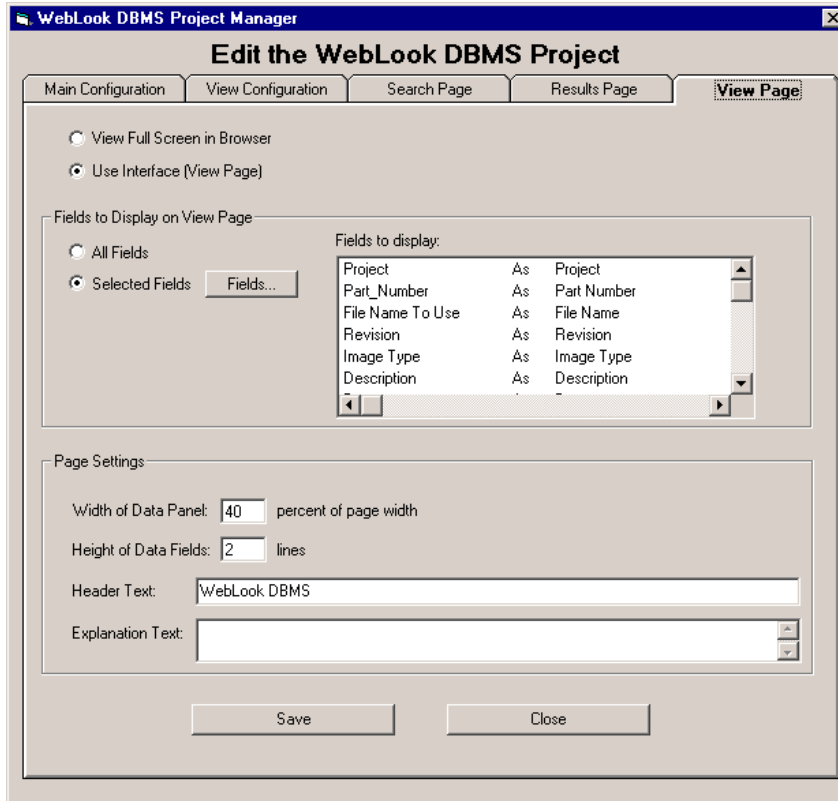 WebLook DBMS Project Manager
Edit the WebLook DBMS Project
Main Configuration View Configuration Search Page Results Page View Page
View Full Screen in Browser
Use Interface (View Page)
Fields to Display on View Page
All Fields
Selected Fields Fields...
Fields to display:
Project As Project
Part_Number As Part Number
File Name To Use As File Name
Revision As Revision
Image Type As Image Type
Description As Description
Page Settings
Width of Data Panel: 40 percent of page width
Height of Data Fields: 2 lines
Header Text: WebLook DBMS
Explanation Text:
Save Close